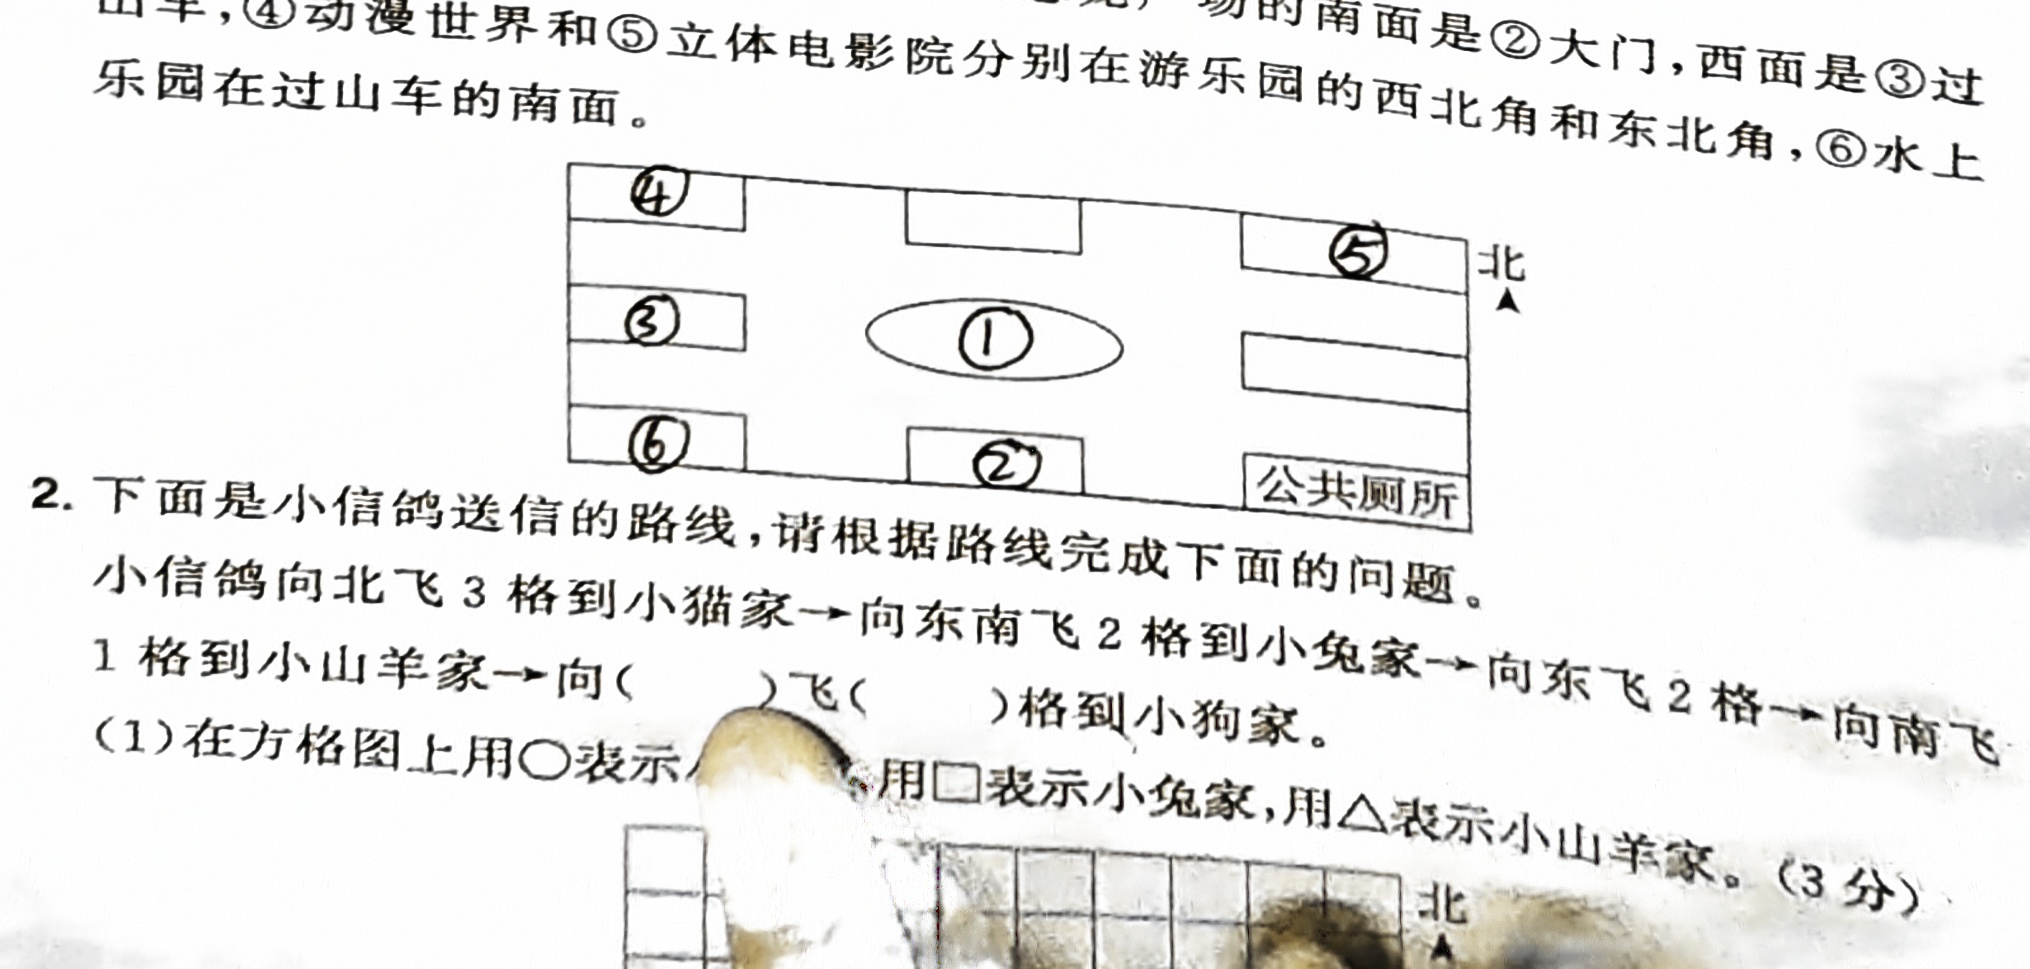 山车,④动漫世界和⑤立体电影院分别在游乐园的西北角和东北角,⑥水上
场的南面是②大门,西面是③过
乐园在过山车的南面。
④
⑤
北
③
①
⑥
②
公共厕所
2. 下面是小信鸽送信的路线,请根据路线完成下面的问题。
小信鸽向北飞3格到小猫家→向东南飞2格到小兔家→向东飞2格→向南飞
1格到小山羊家→向( )飞( )格到小狗家。
(1)在方格图上用○表示 用□表示小兔家,用△表示小山羊家。(3分)
北